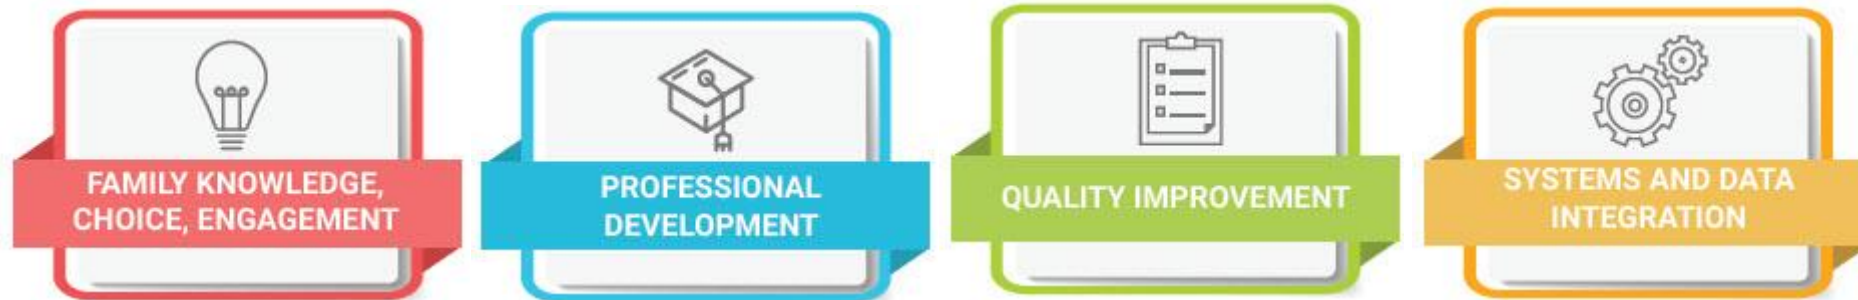 FAMILY KNOWLEDGE,
CHOICE, ENGAGEMENT
PROFESSIONAL
DEVELOPMENT
QUALITY IMPROVEMENT
SYSTEMS AND DATA
INTEGRATION